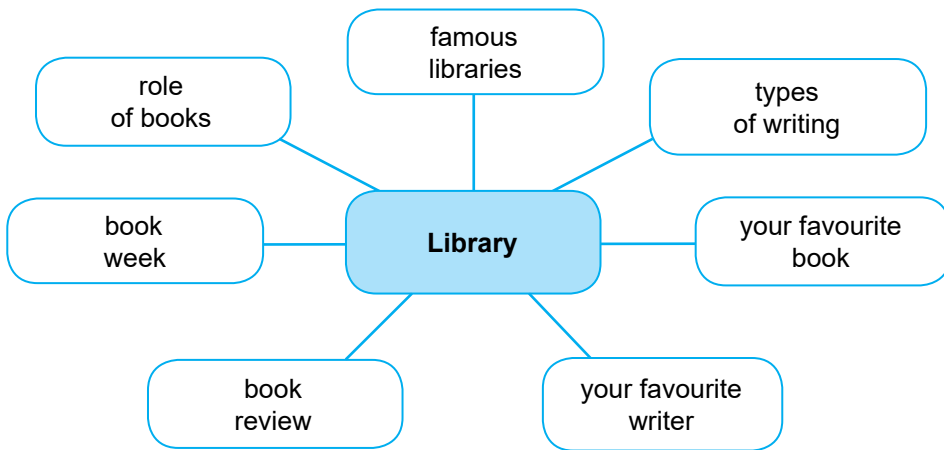 famous
libraries
role
of books
types
of writing
book
week
Library
your favourite
book
book
review
your favourite
writer